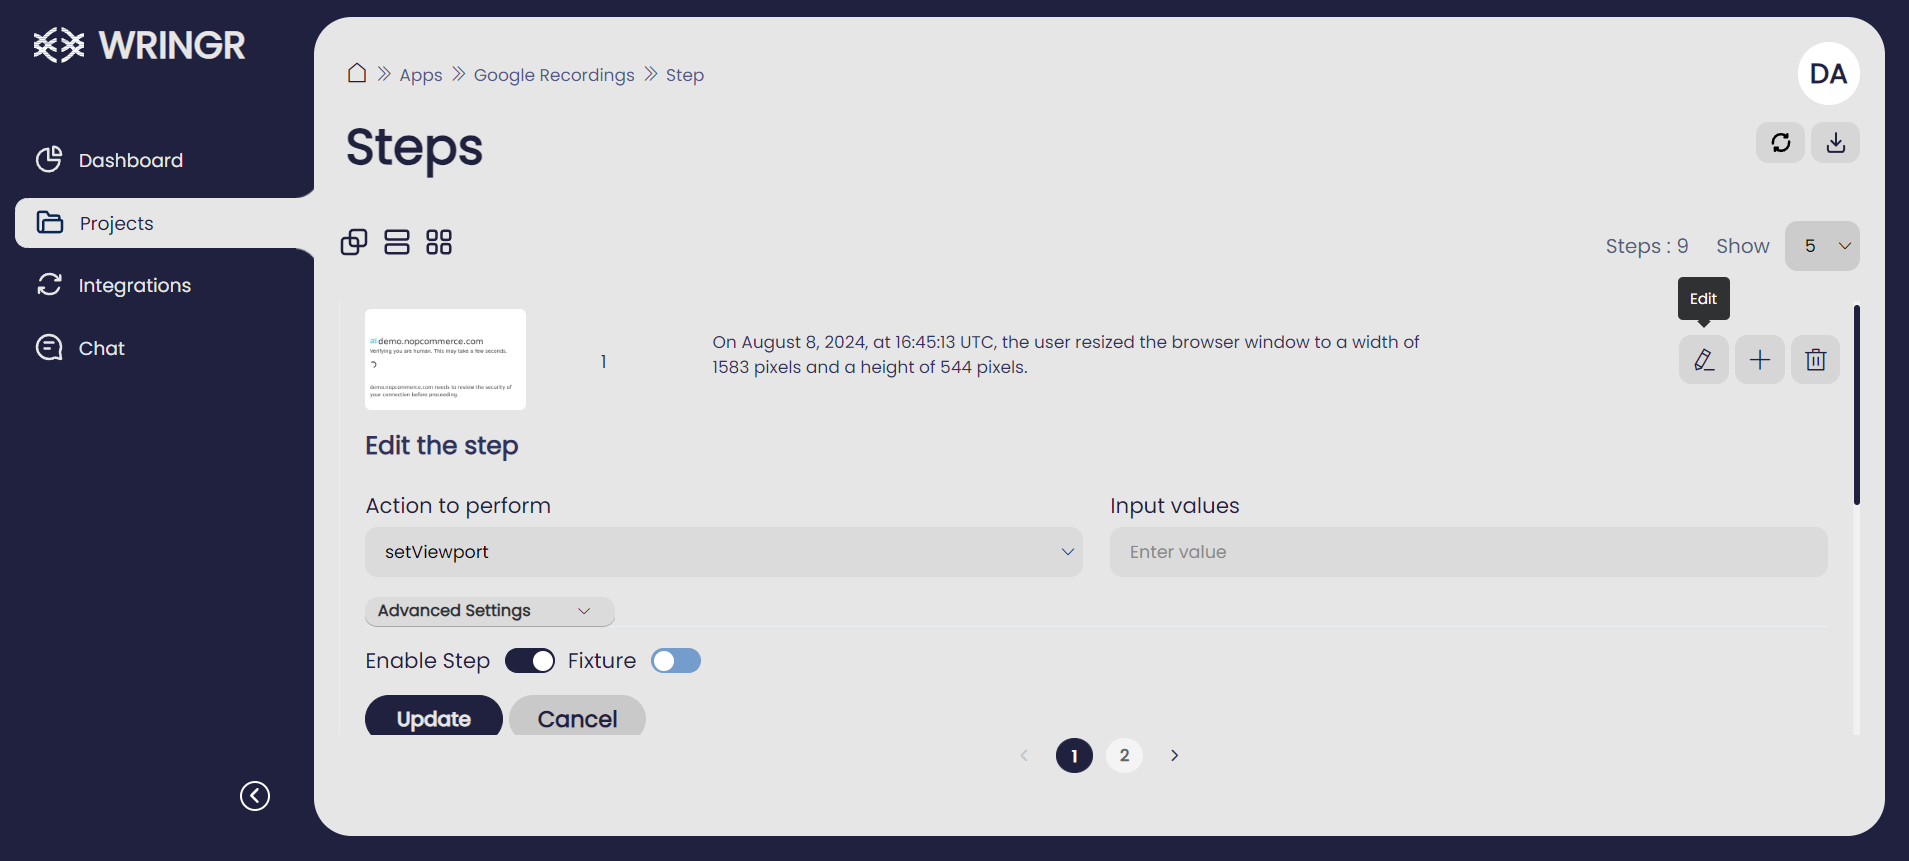 WRINGR
Dashboard
Projects
Integrations
Chat
Apps Google Recordings Step
DA
Steps
Steps : 9 Show 5
Edit
demo.nopcommerce.com
Verifying you are human. This may take a few seconds.
demo.nopcommerce.com needs to review the security of
your connection before proceeding.
1
On August 8, 2024, at 16:45:13 UTC, the user resized the browser window to a width of
1583 pixels and a height of 544 pixels.
Edit the step
Action to perform
setViewport
Input values
Enter value
Advanced Settings
Enable Step Fixture
Update Cancel
1 2